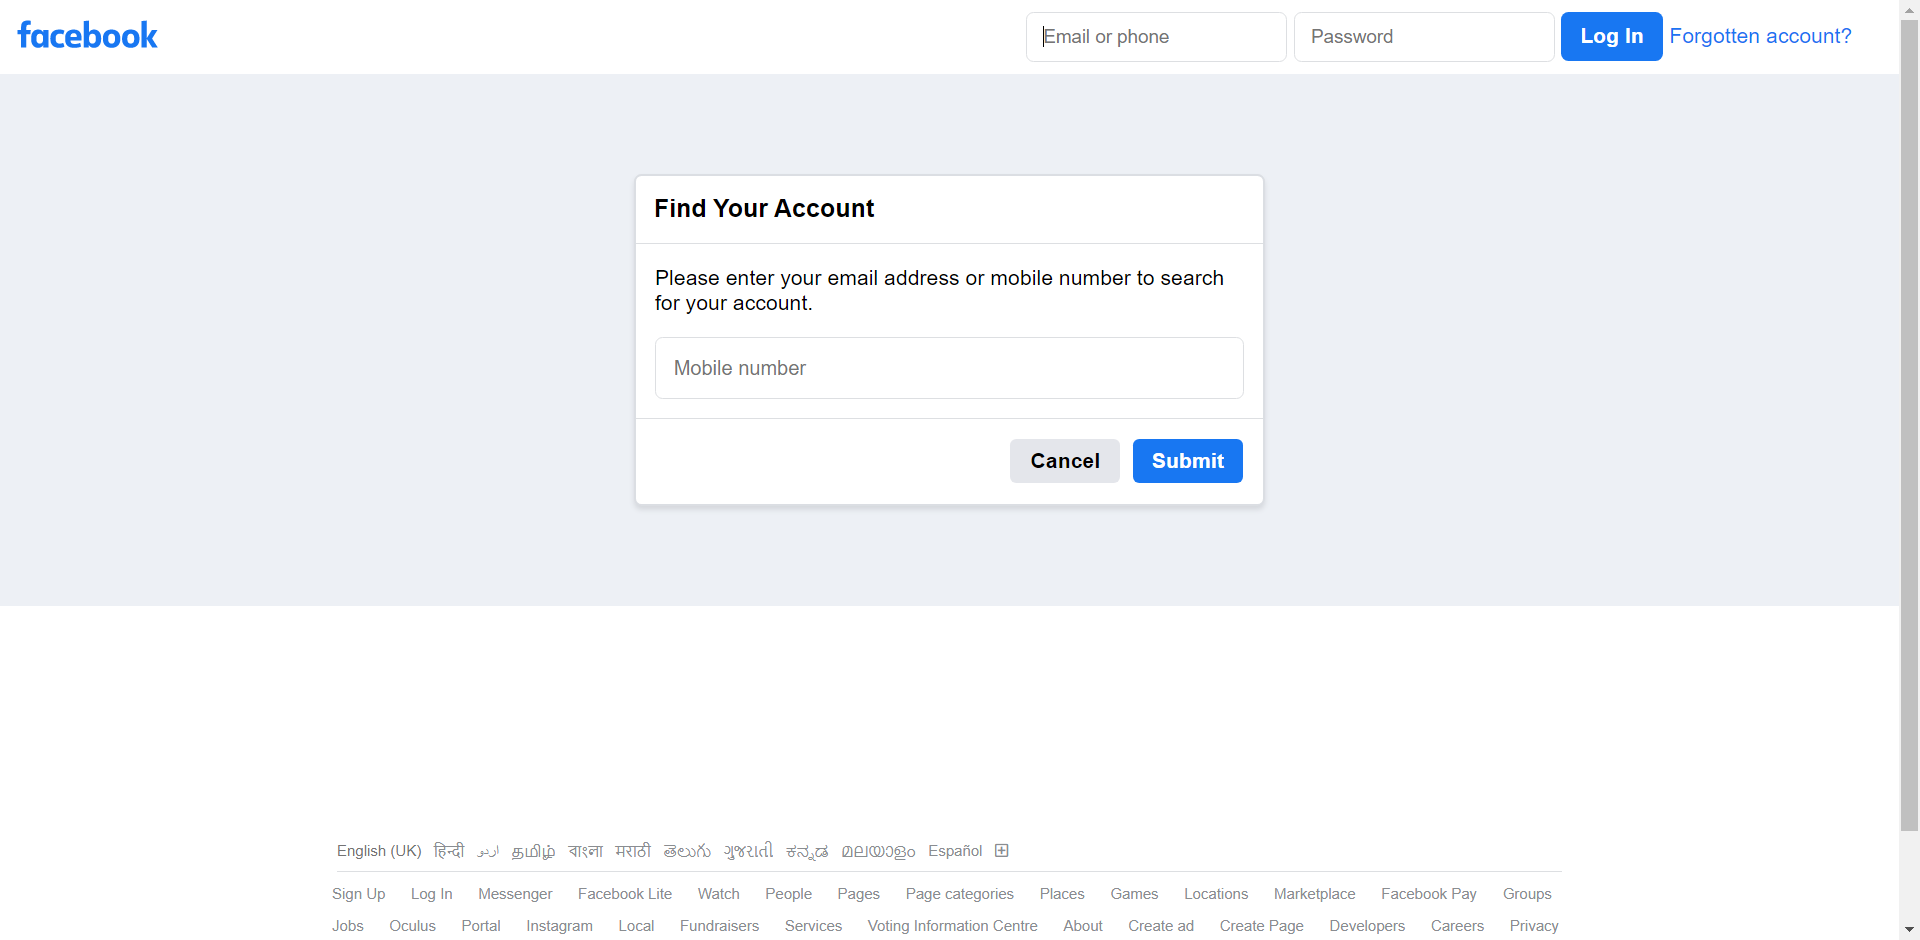 facebook
Email or phone Password Log In Forgotten account?
Find Your Account
Please enter your email address or mobile number to search
for your account.
Mobile number
Cancel Submit
English (UK) हिन्दी اردو தமிழ் বাংলা मराठी తెలుగు ગુજરાતી ಕನ್ನಡ മലയാളം Español
Sign Up Log In Messenger Facebook Lite Watch People Pages Page categories Places Games Locations Marketplace Facebook Pay Groups
Jobs Oculus Portal Instagram Local Fundraisers Services Voting Information Centre About Create ad Create Page Developers Careers Privacy